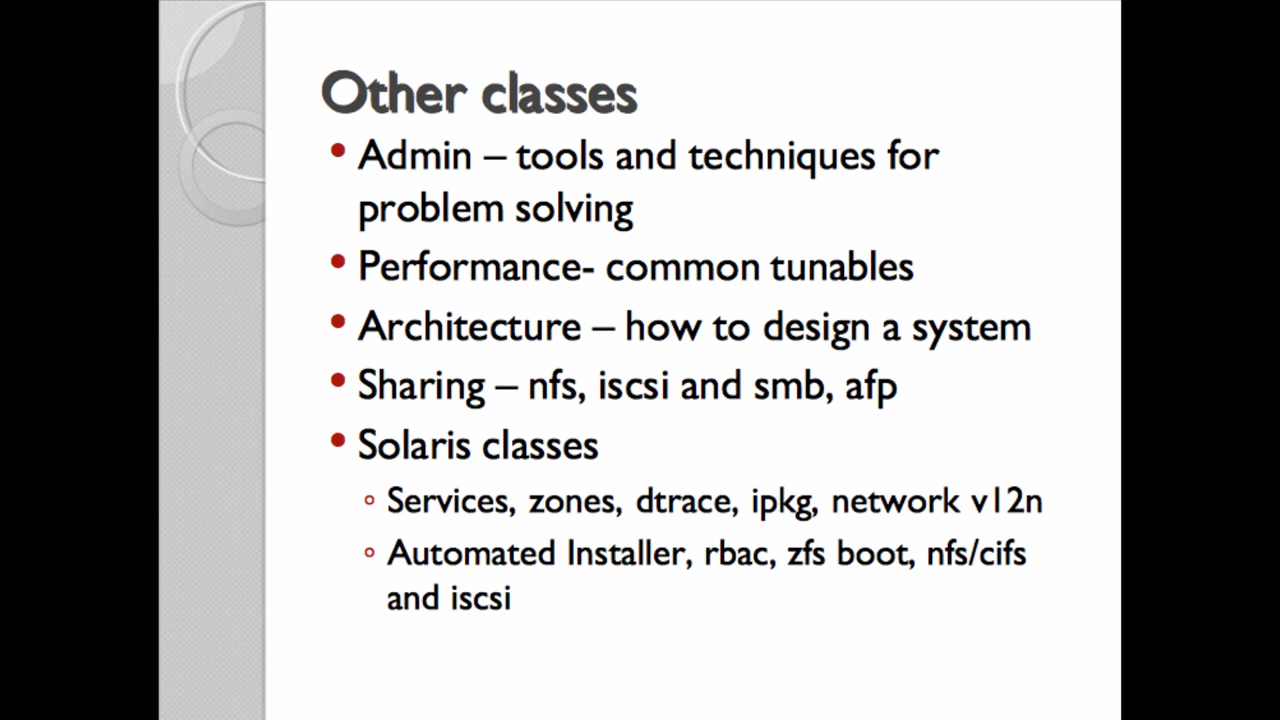 Other classes
• Admin – tools and techniques for
problem solving
• Performance- common tunables
• Architecture – how to design a system
• Sharing – nfs, iscsi and smb, afp
• Solaris classes
◦ Services, zones, dtrace, ipkg, network v12n
◦ Automated Installer, rbac, zfs boot, nfs/cifs
and iscsi